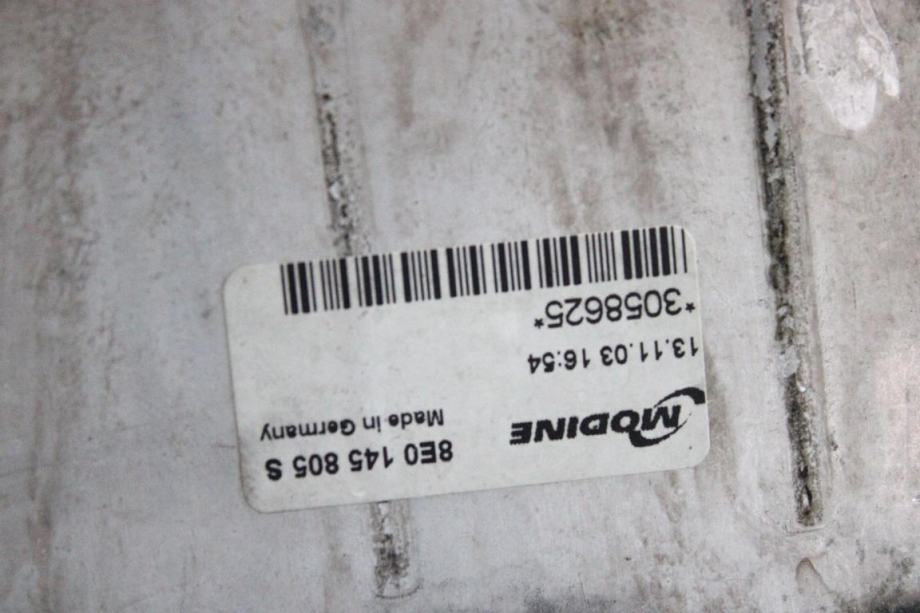 8E0 145 805 S
MODINE
Made in Germany
13.11.03 16:54
*3058625*